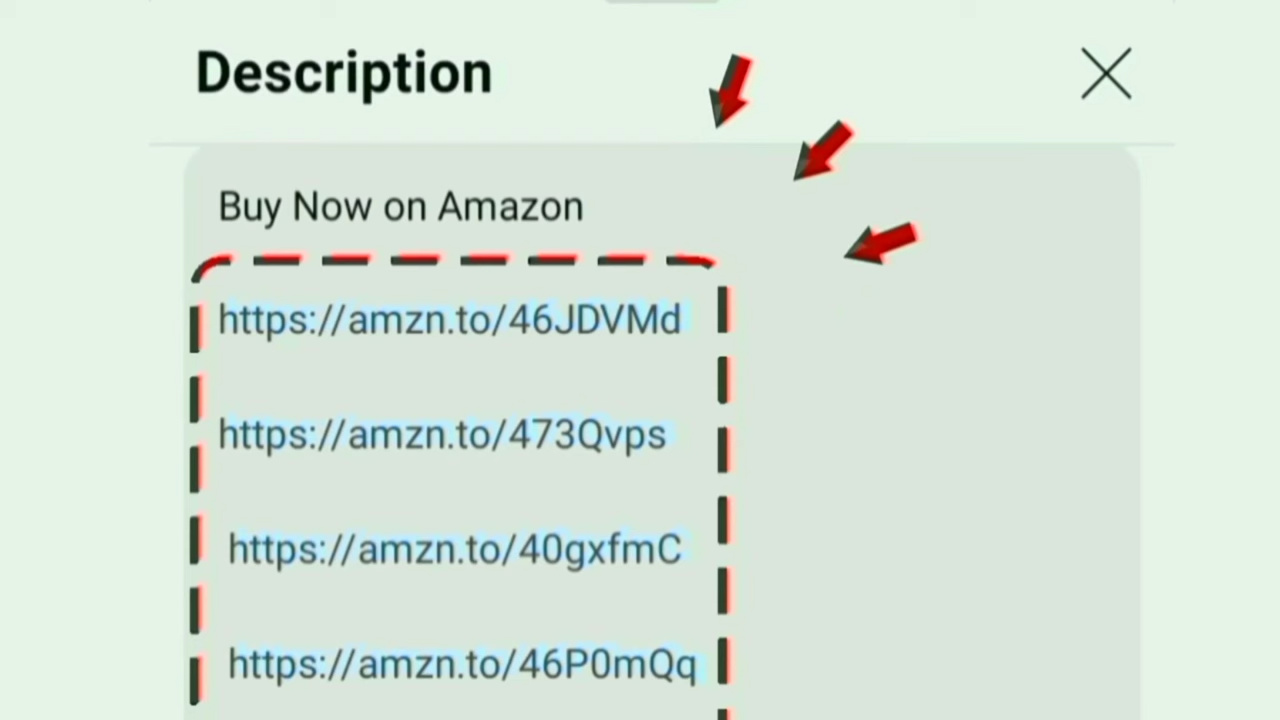 Description
Buy Now on Amazon
https://amzn.to/46JDVMd
https://amzn.to/473Qvps
https://amzn.to/40gxfmC
https://amzn.to/46P0mQq